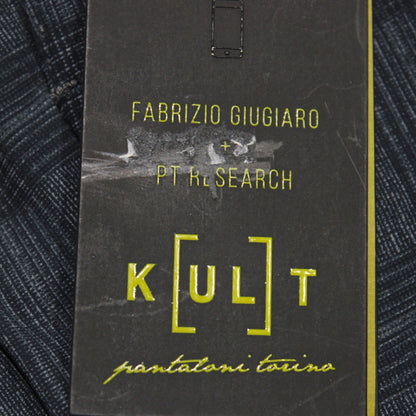 FABRIZIO GIUGIARO
+
PT RESEARCH
K[UL]T
pantaloni torino